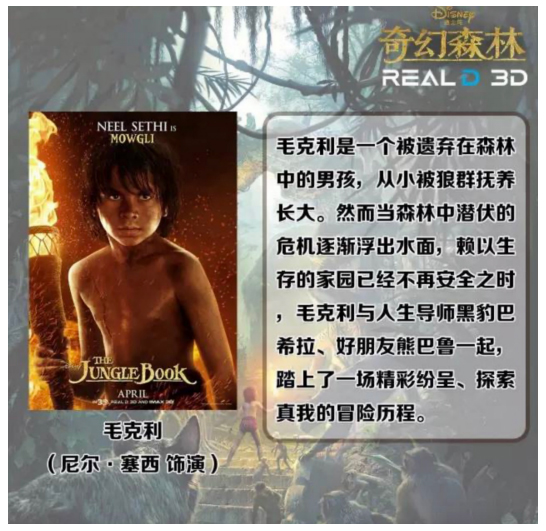 Disney
奇幻森林
REAL D 3D
NEEL SETHI IS
MOWGLI
THE
JUNGLE BOOK
APRIL
毛克利
（尼尔·塞西 饰演）
毛克利是一个被遗弃在森林
中的男孩，从小被狼群抚养
长大。然而当森林中潜伏的
危机逐渐浮出水面，赖以生
存的家园已经不再安全之时
，毛克利与人生导师黑豹巴
希拉、好朋友熊巴鲁一起，
踏上了一场精彩纷呈、探索
真我的冒险历程。